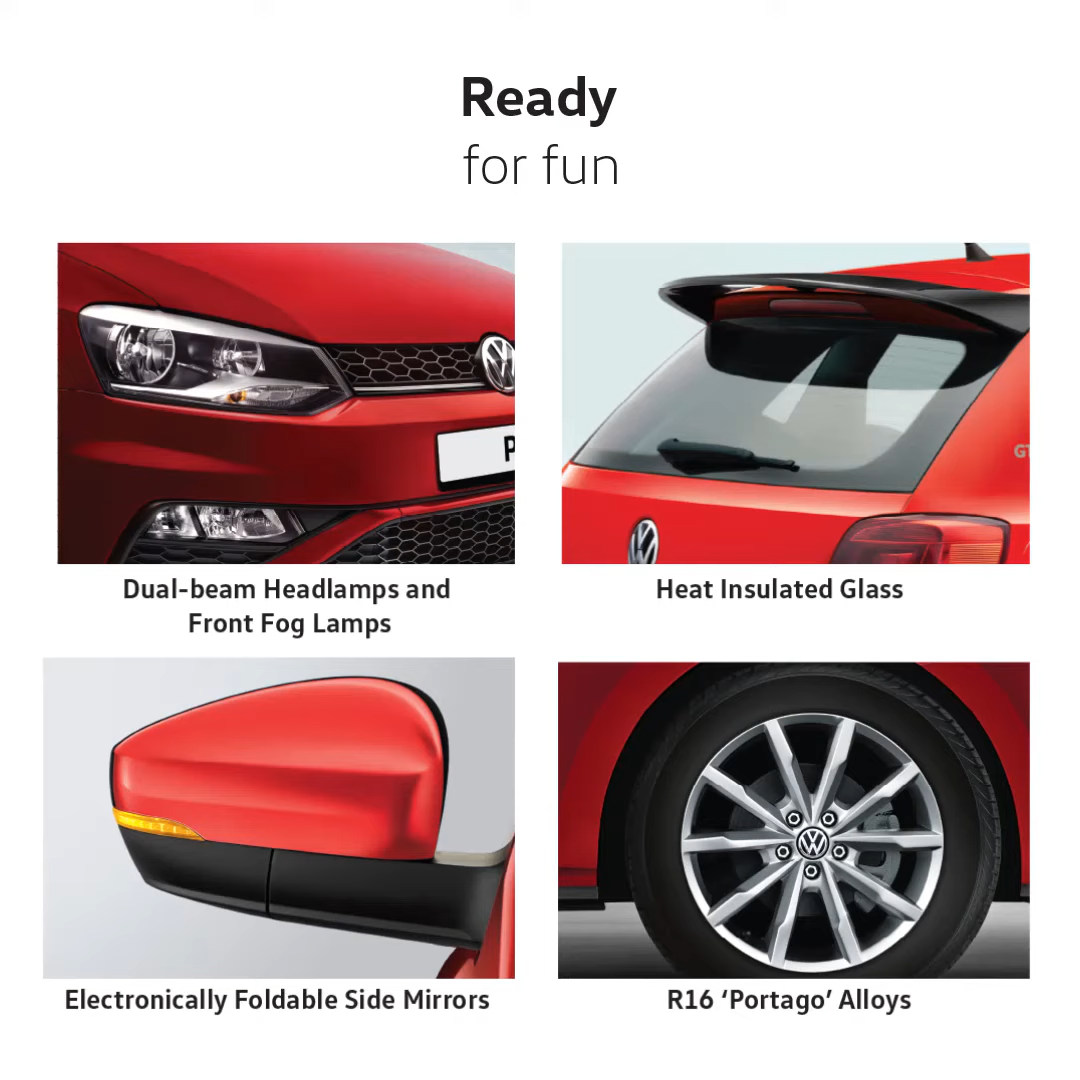 Ready
for fun
P
GT
Dual-beam Headlamps and
Front Fog Lamps
Heat Insulated Glass
Electronically Foldable Side Mirrors
R16 ‘Portago’ Alloys